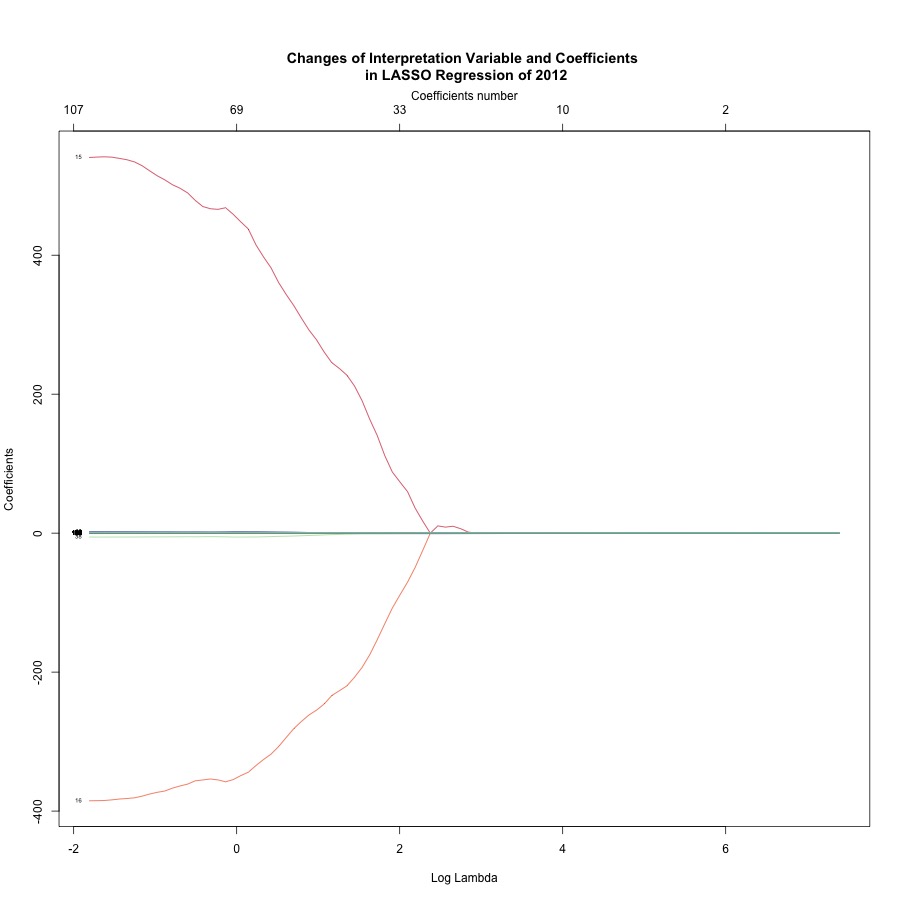 Changes of Interpretation Variable and Coefficients
in LASSO Regression of 2012
Coefficients number
107 69 33 10 2
15
400
200
0
-200
-400
16
Coefficients
-2 0 2 4 6
Log Lambda